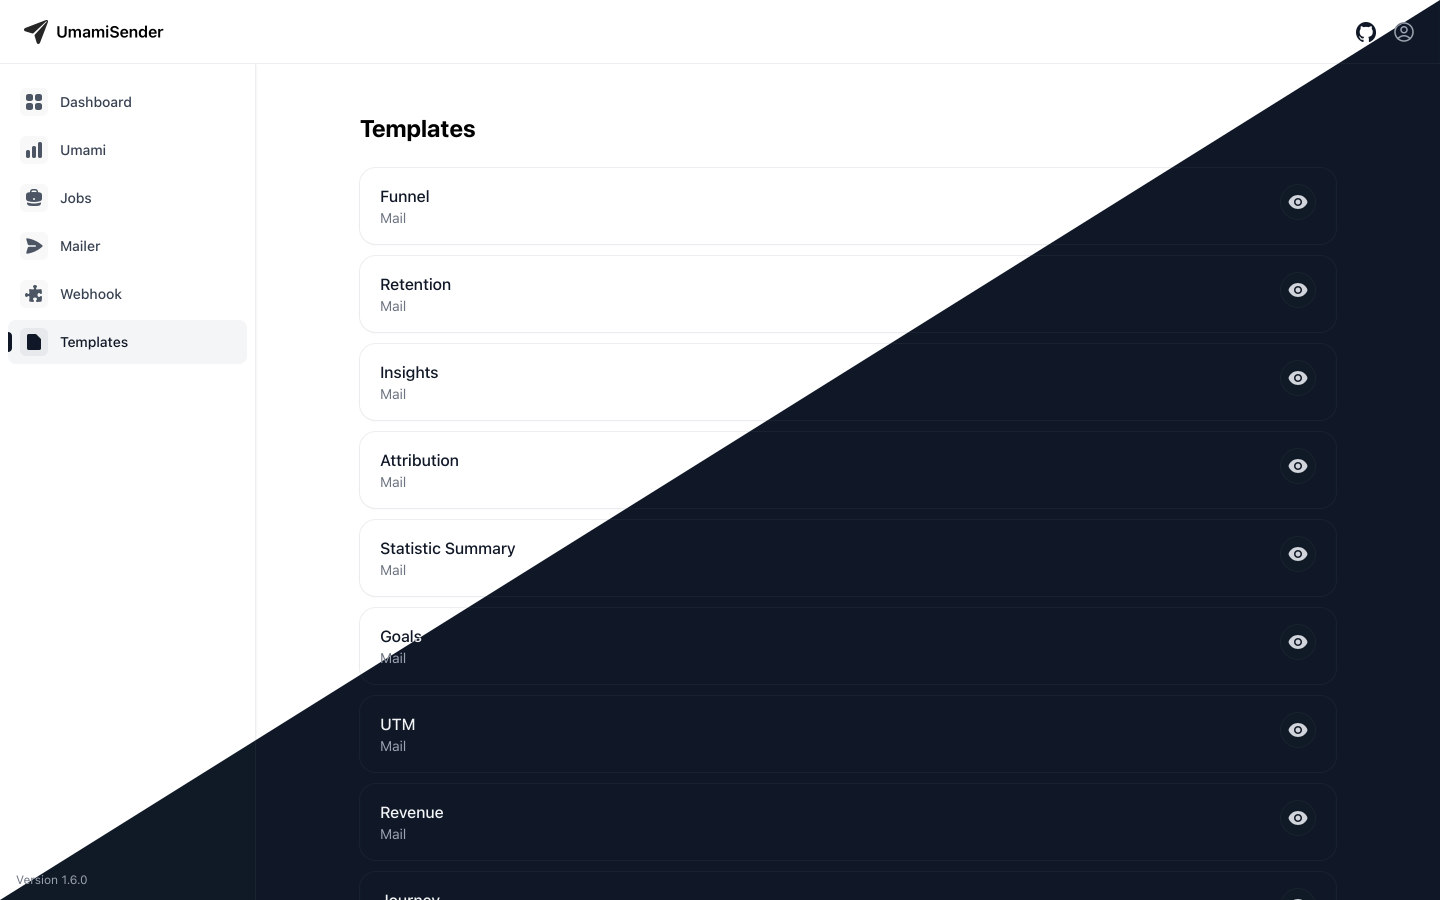 UmamiSender
Dashboard
Umami
Jobs
Mailer
Webhook
Templates
Version 1.6.0
Templates
Funnel
Mail
Retention
Mail
Insights
Mail
Attribution
Mail
Statistic Summary
Mail
Goals
Mail
UTM
Mail
Revenue
Mail
Journey